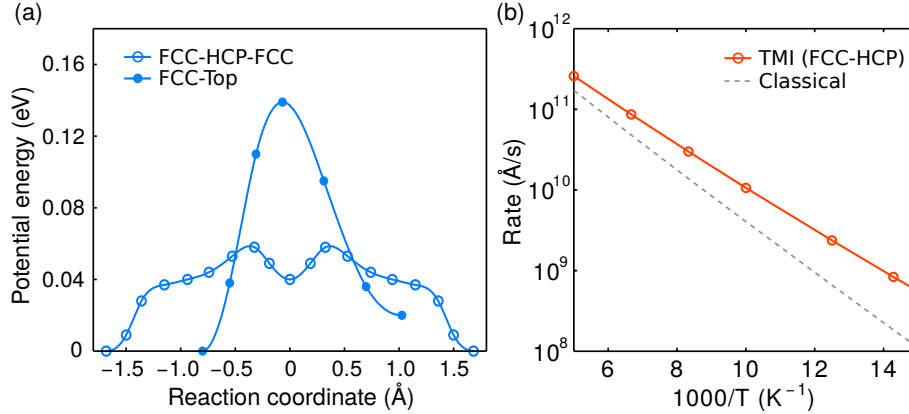 (a)
Potential energy (eV)
0.16
0.12
0.08
0.04
0
FCC-HCP-FCC
FCC-Top
−1.5 −1.0 −0.5 0 0.5 1.0 1.5
Reaction coordinate (Å)
(b)
Rate (Å/s)
10¹²
10¹¹
10¹⁰
10⁹
10⁸
TMI (FCC-HCP)
Classical
6 8 10 12 14
1000/T (K⁻¹)